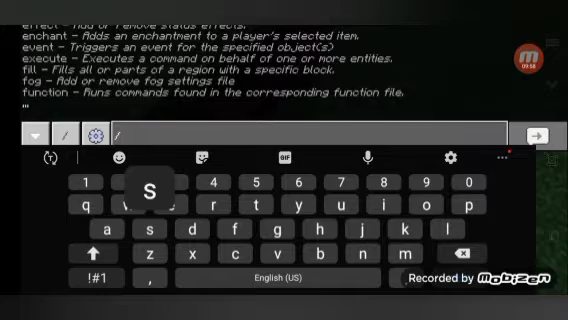 effect - Add or remove status effects.
enchant - Adds an enchantment to a player's selected item.
event - Triggers an event for the specified object(s)
execute - Executes a command on behalf of one or more entities.
fill - Fills all or parts of a region with a specific block.
fog - Add or remove fog settings file
function - Runs commands found in the corresponding function file.
...
09:58
/ /
T GIF ...
1 4 5 6 7 8 9 0
S
q w e r t y u i o p
a s d f g h j k l
z x c v b n m
!#1 , English (US)
Recorded by Mobizen